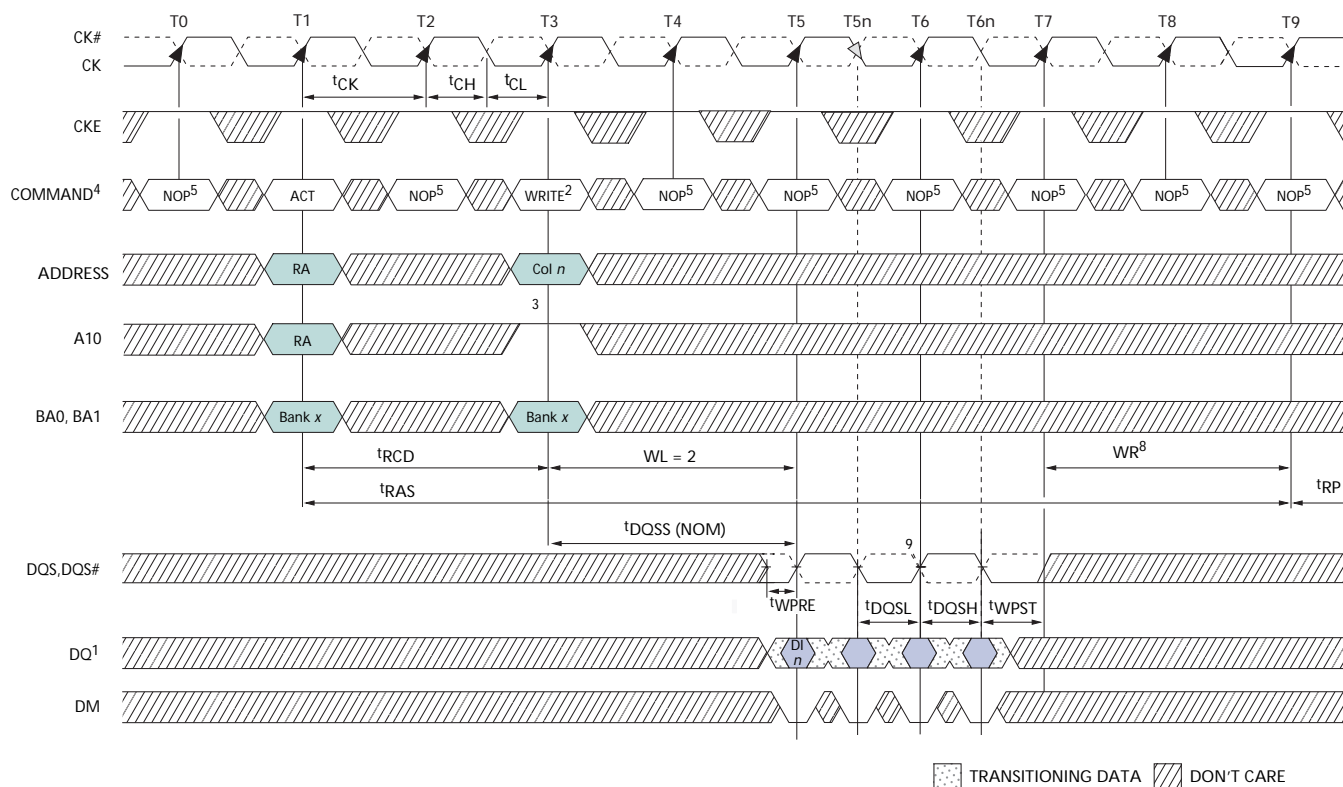 T0 T1 T2 T3 T4 T5 T5n T6 T6n T7 T8 T9
CK#
CK
tCK tCH tCL
CKE
COMMAND4 NOP5 ACT NOP5 WRITE2 NOP5 NOP5 NOP5 NOP5 NOP5 NOP5
ADDRESS RA Col n
3
A10 RA
BA0, BA1 Bank x Bank x
tRCD WL = 2 WR8
tRAS tRP
tDQSS (NOM)
9
DQS,DQS#
tWPRE tDQSL tDQSH tWPST
DQ1 DI n
DM
TRANSITIONING DATA DON'T CARE